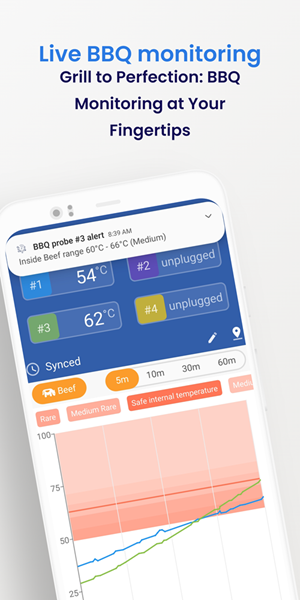 Live BBQ monitoring
Grill to Perfection: BBQ
Monitoring at Your
Fingertips
BBQ probe #3 alert 8:39 AM
Inside Beef range 60°C - 66°C (Medium)
#1 54°C
#2 unplugged
#3 62°C
#4 unplugged
Synced
Beef 5m 10m 30m 60m
Rare Medium Rare Safe internal temperature Mediu
100
75
50
25